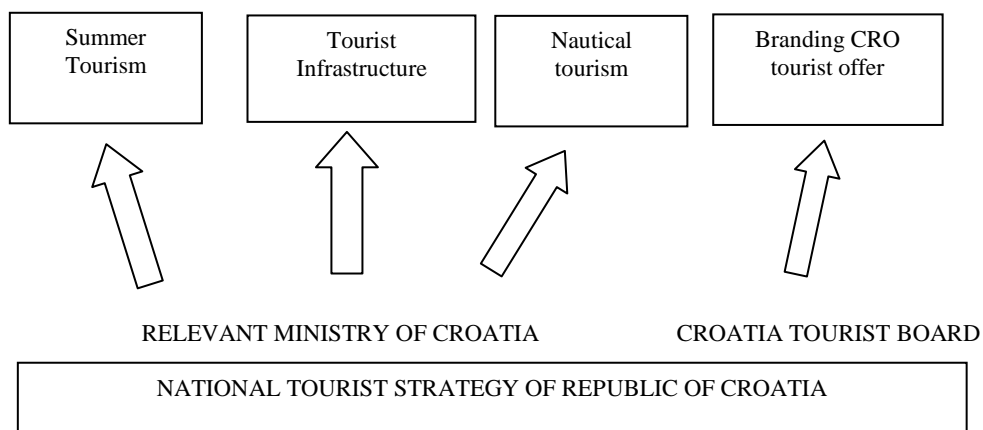 Summer
Tourism
Tourist
Infrastructure
Nautical
tourism
Branding CRO
tourist offer
RELEVANT MINISTRY OF CROATIA
CROATIA TOURIST BOARD
NATIONAL TOURIST STRATEGY OF REPUBLIC OF CROATIA